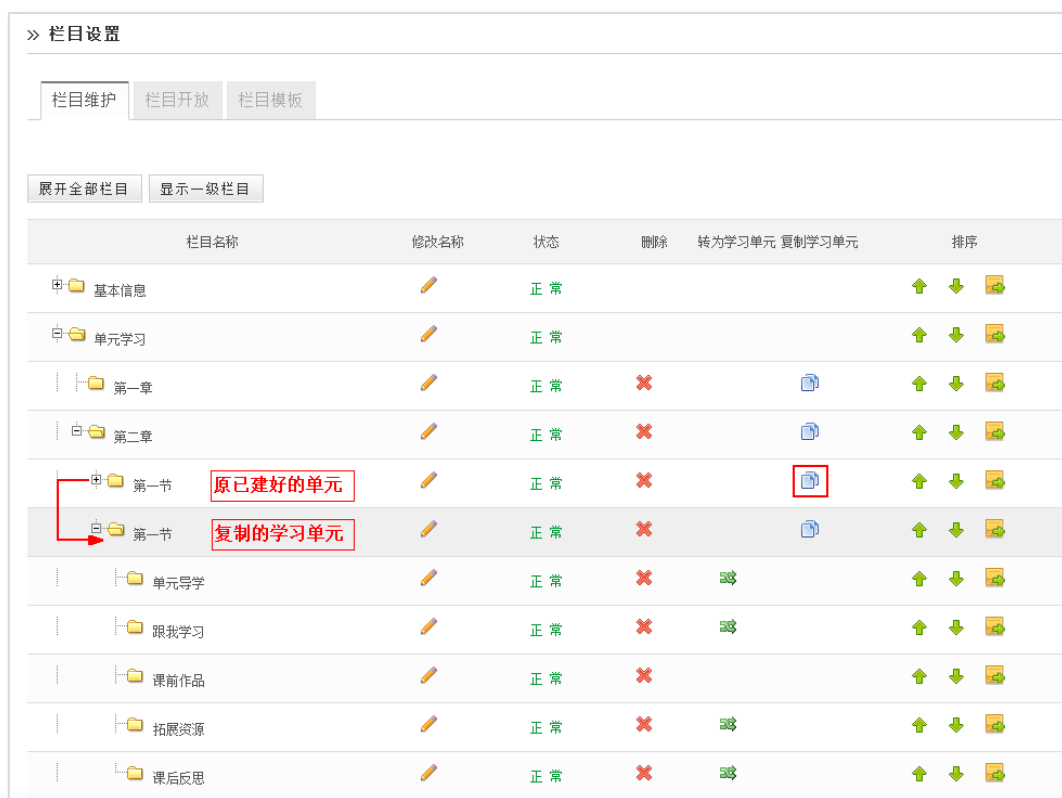 » 栏目设置
栏目维护 栏目开放 栏目模板
展开全部栏目 显示一级栏目
栏目名称 修改名称 状态 删除 转为学习单元 复制学习单元 排序
基本信息 正常
单元学习 正常
第一章 正常
第二章 正常
第一节 原已建好的单元 正常
第一节 复制的学习单元 正常
单元导学 正常
跟我学习 正常
课前作品 正常
拓展资源 正常
课后反思 正常